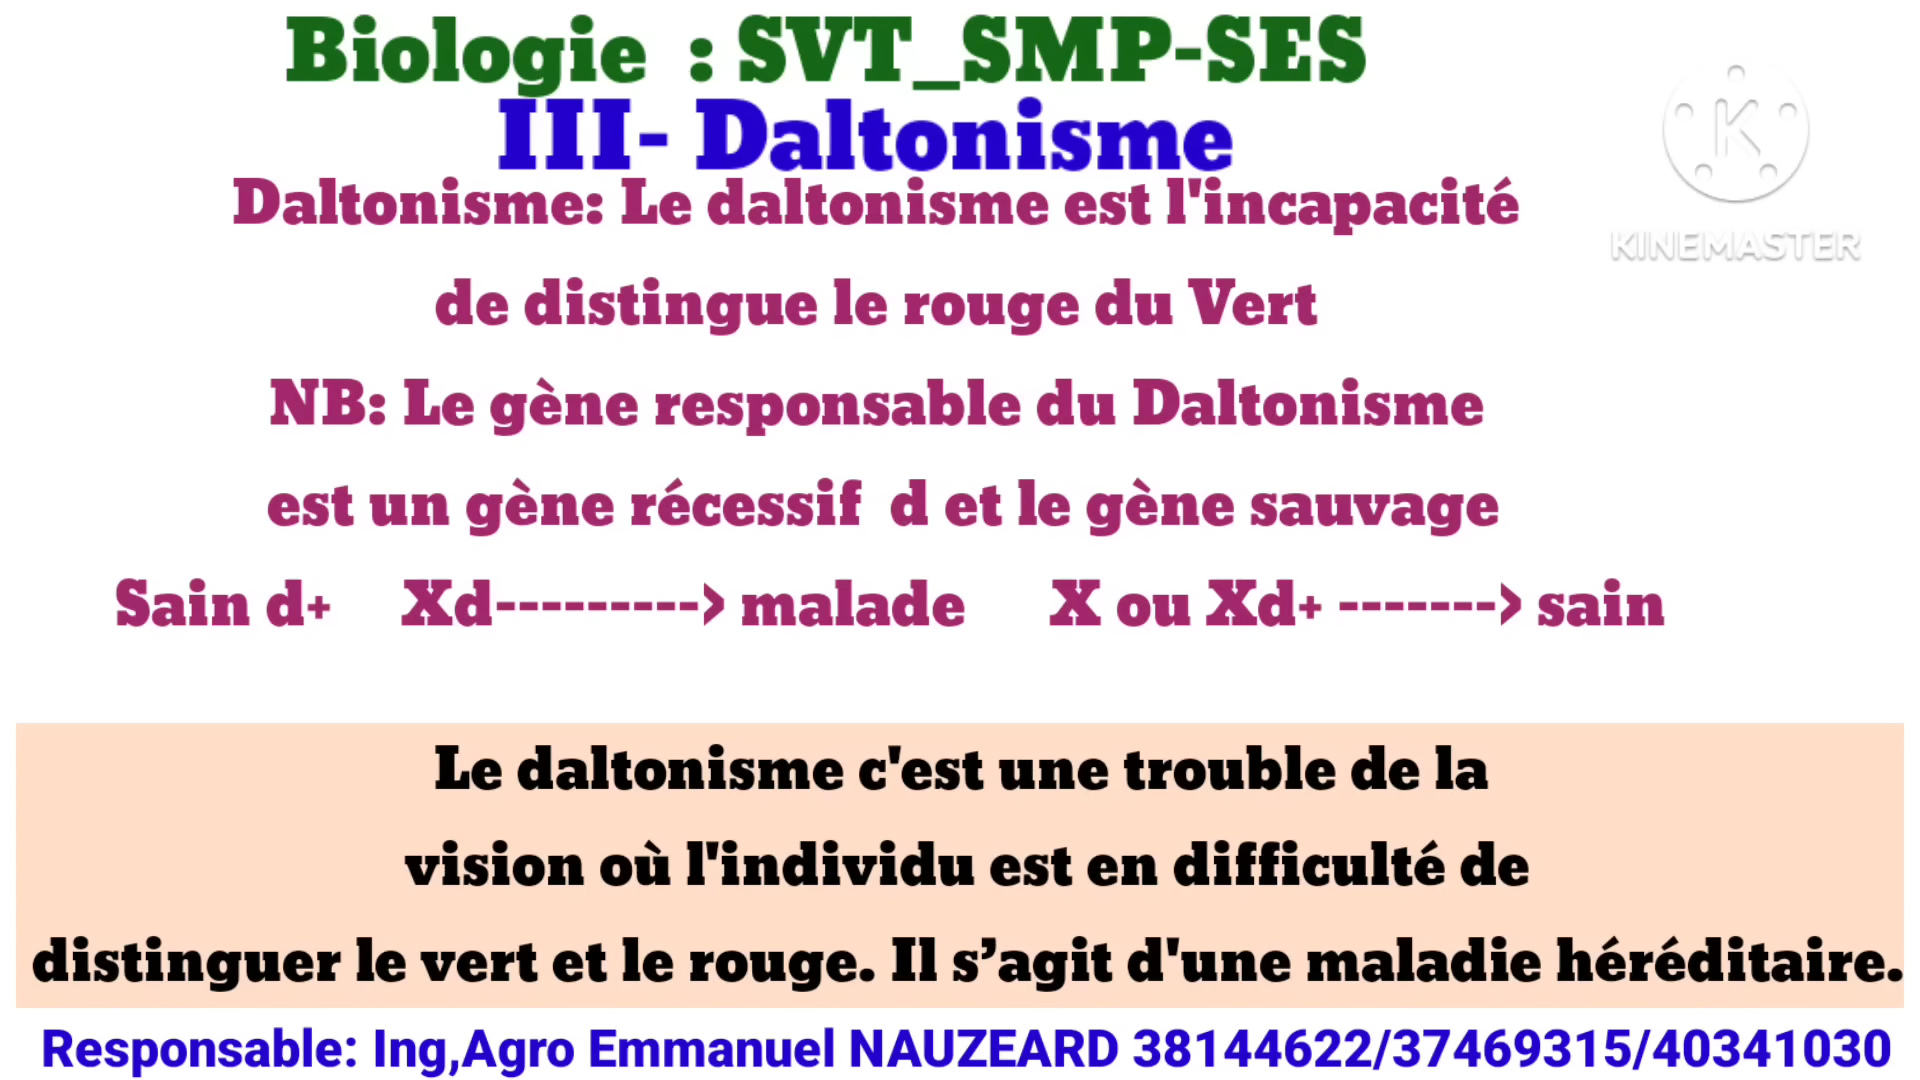 Biologie : SVT_SMP-SES
III- Daltonisme
Daltonisme: Le daltonisme est l'incapacité
de distingue le rouge du Vert
NB: Le gène responsable du Daltonisme
est un gène récessif d et le gène sauvage
Sain d+ Xd---------> malade X ou Xd+ -------> sain
K
KINEMASTER
Le daltonisme c'est une trouble de la
vision où l'individu est en difficulté de
distinguer le vert et le rouge. Il s’agit d'une maladie héréditaire.
Responsable: Ing,Agro Emmanuel NAUZEARD 38144622/37469315/40341030